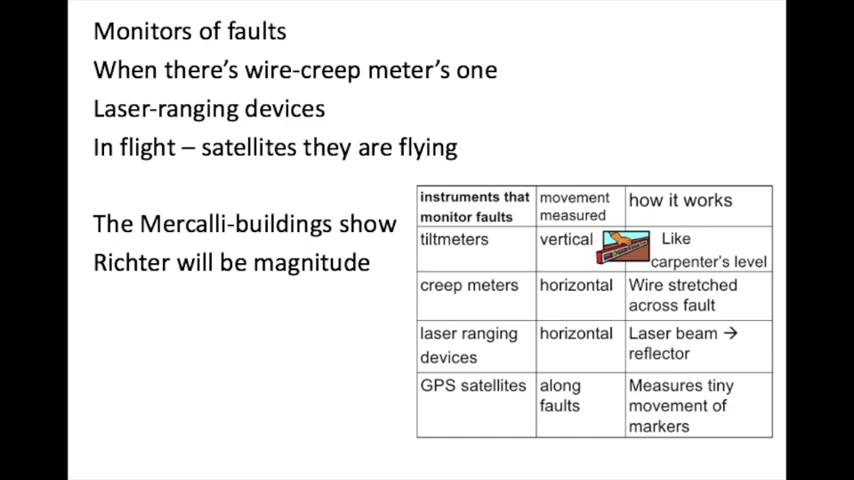 Monitors of faults
When there's wire-creep meter's one
Laser-ranging devices
In flight – satellites they are flying
The Mercalli-buildings show
Richter will be magnitude
instruments that monitor faults
movement measured
how it works
tiltmeters
vertical
Like carpenter's level
creep meters
horizontal
Wire stretched across fault
laser ranging devices
horizontal
Laser beam → reflector
GPS satellites
along faults
Measures tiny movement of markers